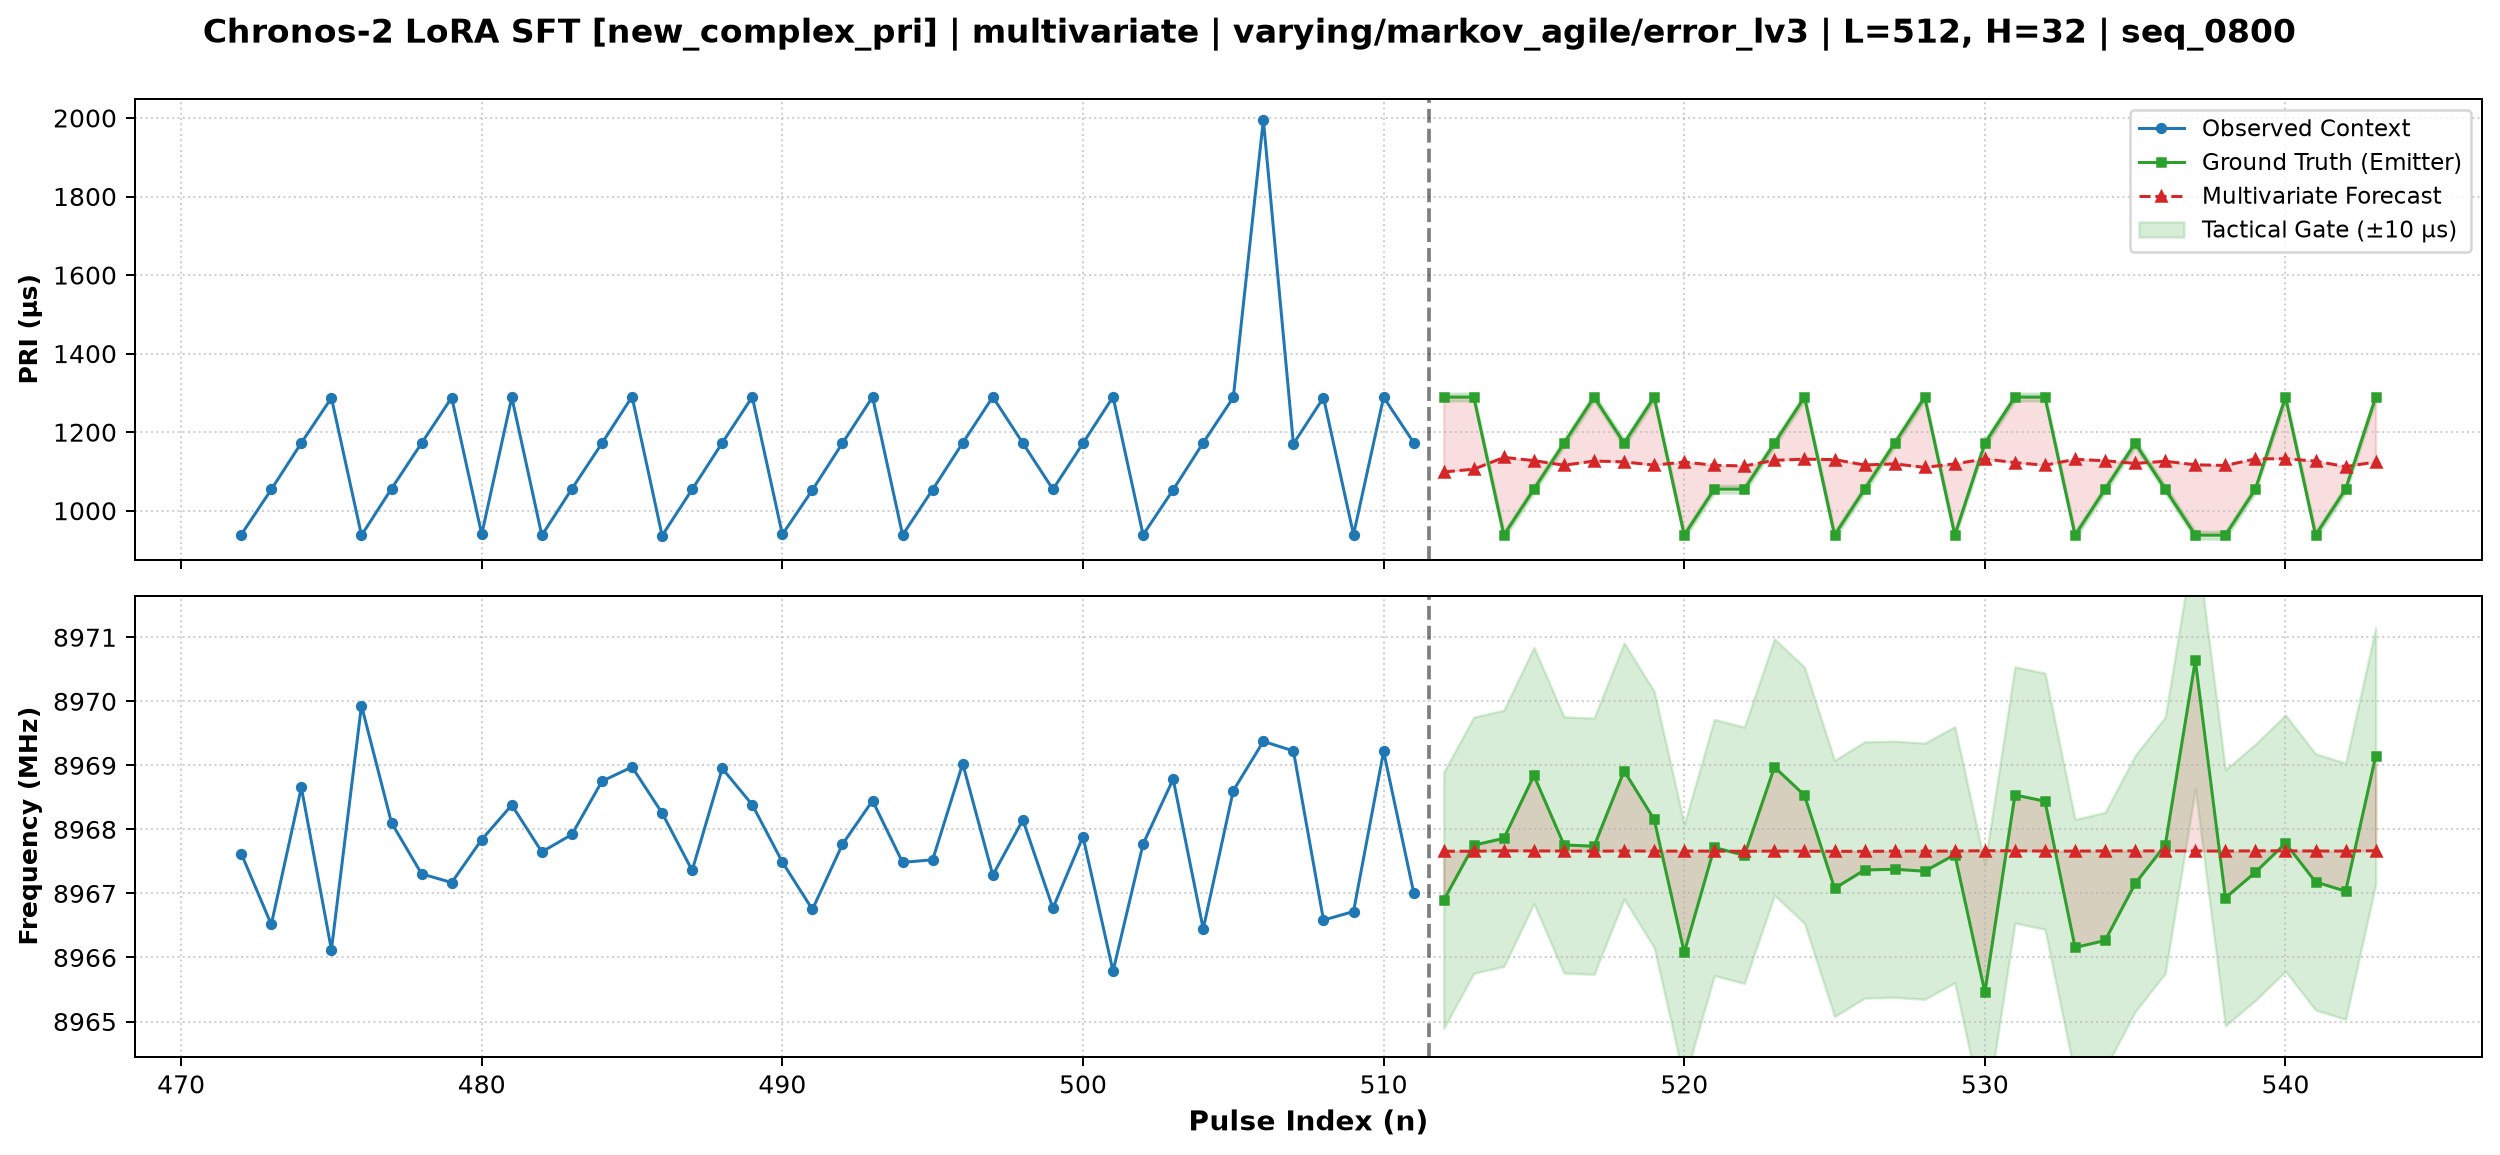 Chronos-2 LoRA SFT [new_complex_pri] | multivariate | varying/markov_agile/error_lv3 | L=512, H=32 | seq_0800
PRI (μs)
2000
1800
1600
1400
1200
1000
Observed Context
Ground Truth (Emitter)
Multivariate Forecast
Tactical Gate (±10 μs)
Frequency (MHz)
8971
8970
8969
8968
8967
8966
8965
470 480 490 500 510 520 530 540
Pulse Index (n)